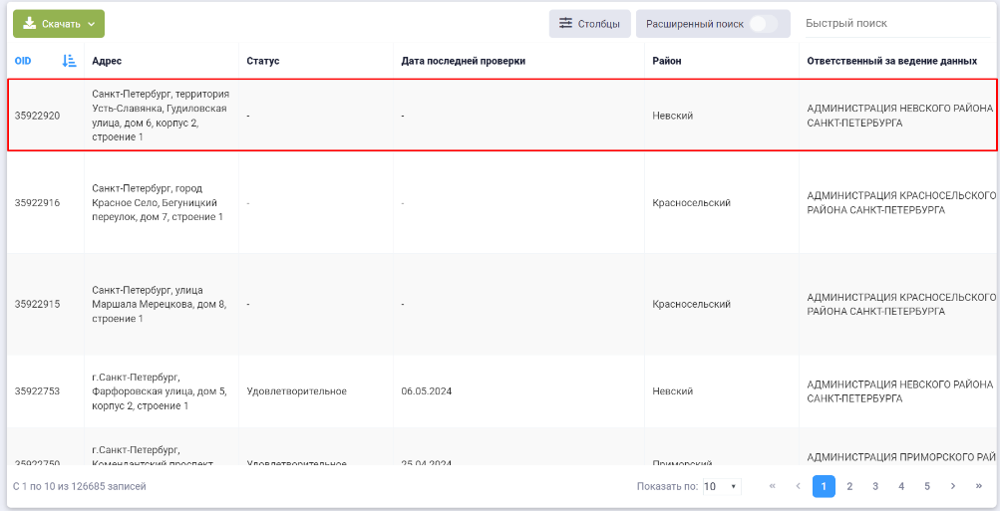 Скачать
Столбцы
Расширенный поиск
Быстрый поиск
OID
Адрес
Статус
Дата последней проверки
Район
Ответственный за ведение данных
35922920
Санкт-Петербург, территория
Усть-Славянка, Гудиловская
улица, дом 6, корпус 2,
строение 1
-
-
Невский
АДМИНИСТРАЦИЯ НЕВСКОГО РАЙОНА
САНКТ-ПЕТЕРБУРГА
35922916
Санкт-Петербург, город
Красное Село, Бегуницкий
переулок, дом 7, строение 1
-
-
Красносельский
АДМИНИСТРАЦИЯ КРАСНОСЕЛЬСКОГО
РАЙОНА САНКТ-ПЕТЕРБУРГА
35922915
Санкт-Петербург, улица
Маршала Мерецкова, дом 8,
строение 1
-
-
Красносельский
АДМИНИСТРАЦИЯ КРАСНОСЕЛЬСКОГО
РАЙОНА САНКТ-ПЕТЕРБУРГА
35922753
г.Санкт-Петербург,
Фарфоровская улица, дом 5,
корпус 2, строение 1
Удовлетворительное
06.05.2024
Невский
АДМИНИСТРАЦИЯ НЕВСКОГО РАЙОНА
САНКТ-ПЕТЕРБУРГА
35922750
г.Санкт-Петербург,
Комендантский проспект
Удовлетворительное
25.04.2024
Приморский
АДМИНИСТРАЦИЯ ПРИМОРСКОГО РАЙ
С 1 по 10 из 126685 записей
Показать по: 10
« ‹ 1 2 3 4 5 › »